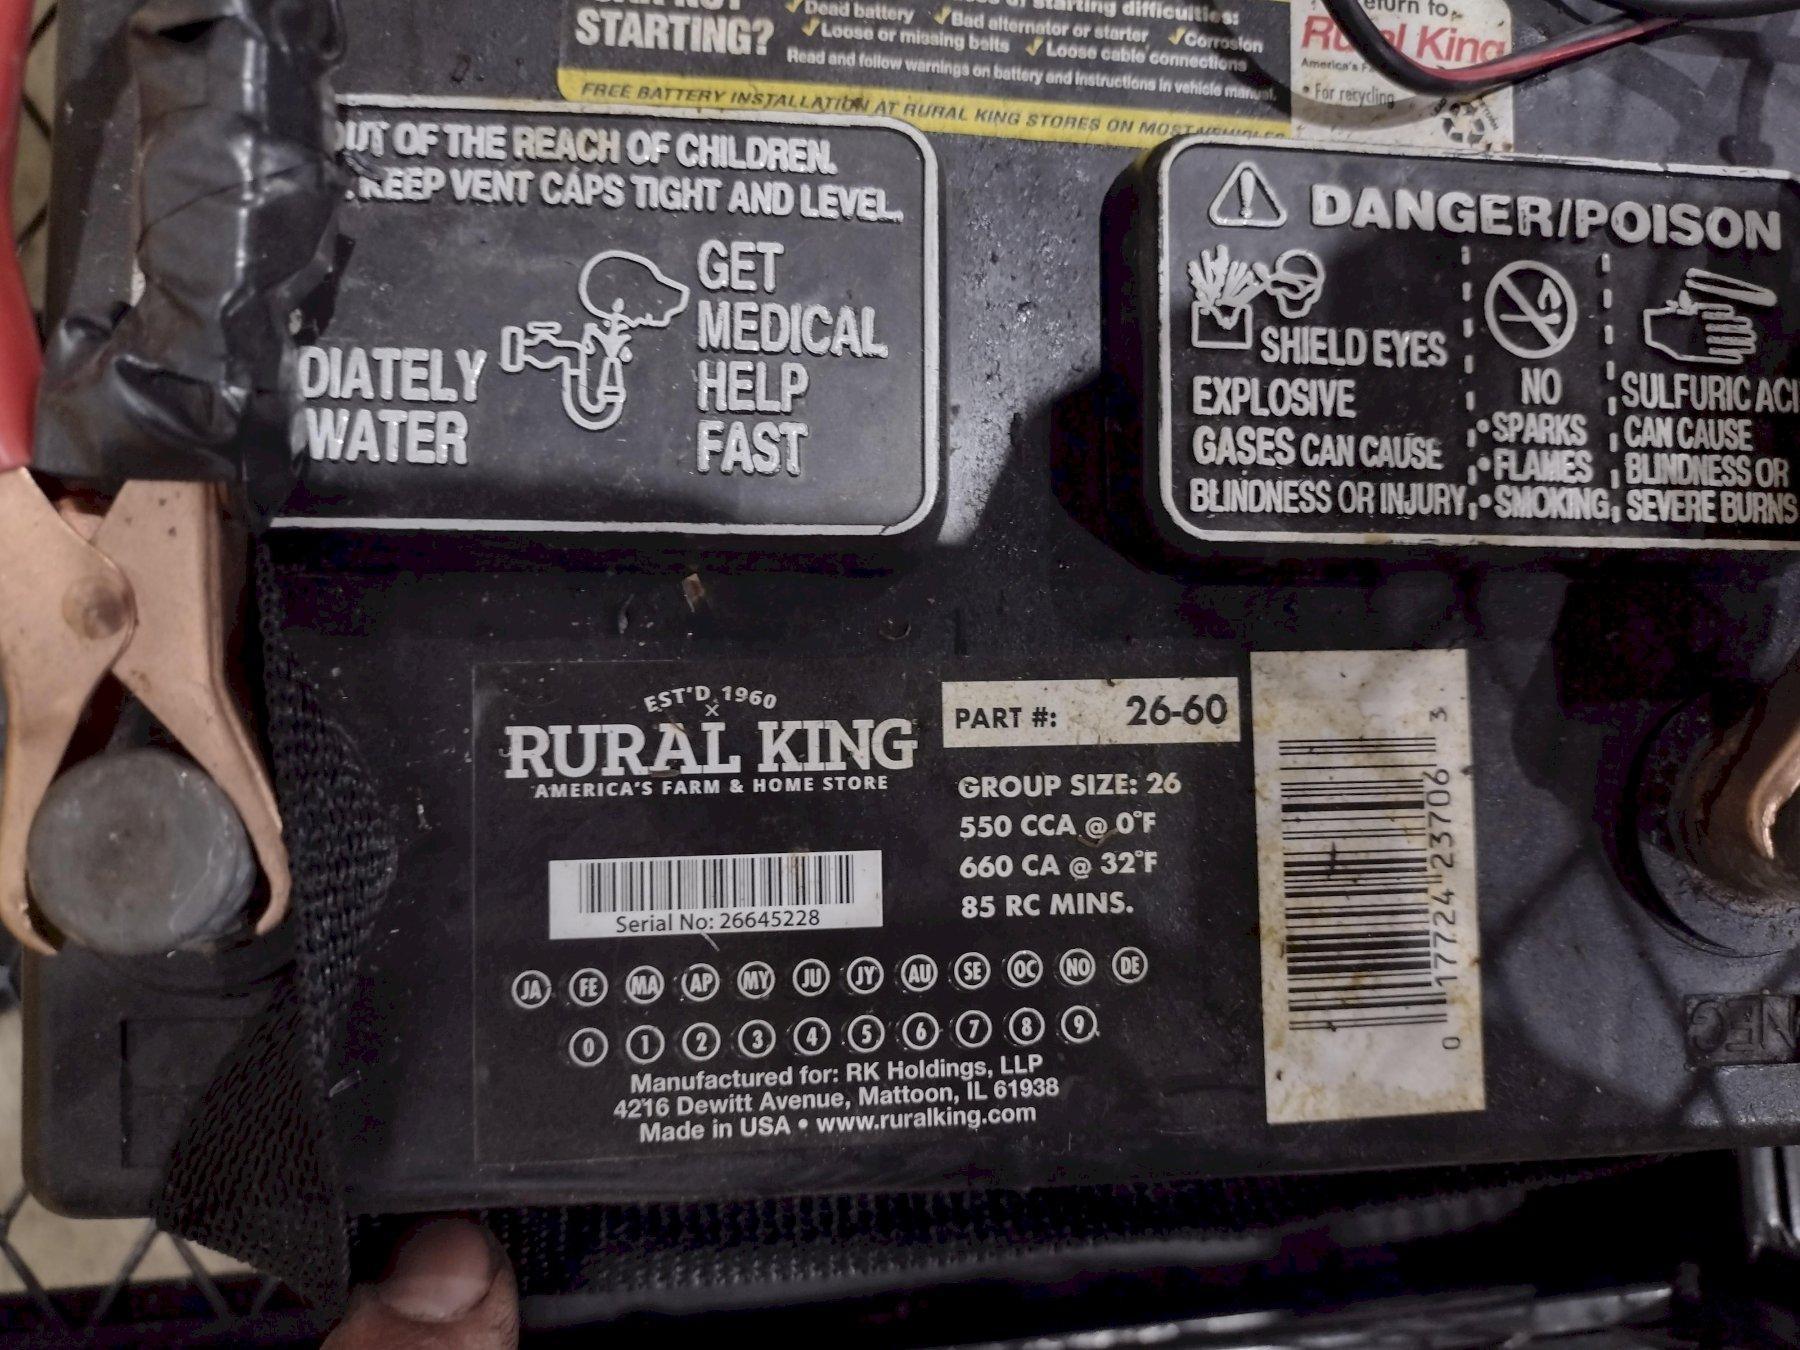 STARTING?
of starting difficulties:
✓Dead battery ✓Bad alternator or starter ✓Corrosion
✓Loose or missing belts ✓Loose cable connections
Read and follow warnings on battery and instructions in vehicle manual.
FREE BATTERY INSTALLATION AT RURAL KING STORES ON MOST VEHICLES
to
Rural King
America's
• For recycling
OUT OF THE REACH OF CHILDREN.
KEEP VENT CAPS TIGHT AND LEVEL.
DIATELY
WATER
GET
MEDICAL
HELP
FAST
DANGER/POISON
SHIELD EYES
EXPLOSIVE
GASES CAN CAUSE
BLINDNESS OR INJURY
NO
•SPARKS
•FLAMES
•SMOKING
SULFURIC ACI
CAN CAUSE
BLINDNESS OR
SEVERE BURNS
EST'D 1960
RURAL KING
AMERICA'S FARM & HOME STORE
PART #: 26-60
GROUP SIZE: 26
550 CCA @ 0°F
660 CA @ 32°F
85 RC MINS.
Serial No: 26645228
JA FE MA AP MY JU JY AU SE OC NO DE
0 1 2 3 4 5 6 7 8 9
Manufactured for: RK Holdings, LLP
4216 Dewitt Avenue, Mattoon, IL 61938
Made in USA • www.ruralking.com
0 17724 23706 3